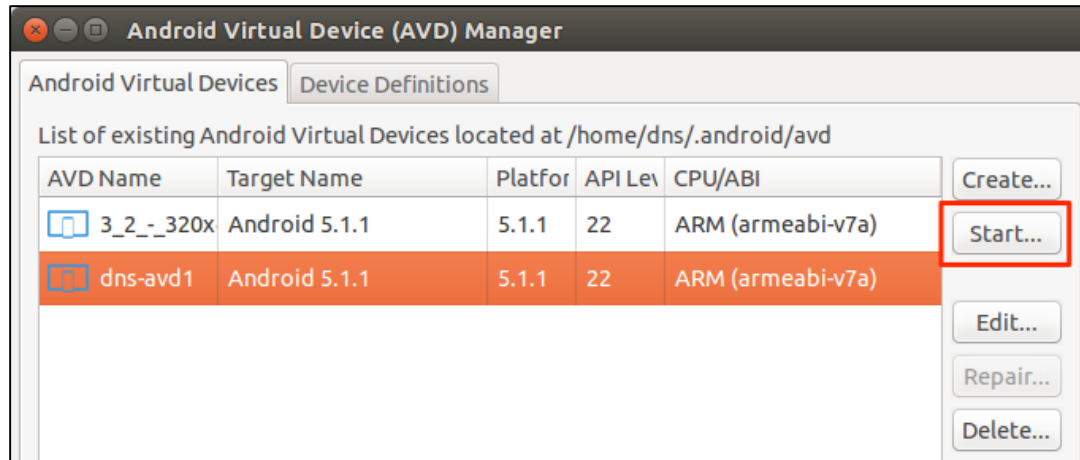 Android Virtual Device (AVD) Manager
Android Virtual Devices Device Definitions
List of existing Android Virtual Devices located at /home/dns/.android/avd
AVD Name Target Name Platfor API Lev CPU/ABI
Create...
3_2_-_320x Android 5.1.1 5.1.1 22 ARM (armeabi-v7a)
Start...
dns-avd1 Android 5.1.1 5.1.1 22 ARM (armeabi-v7a)
Edit...
Repair...
Delete...